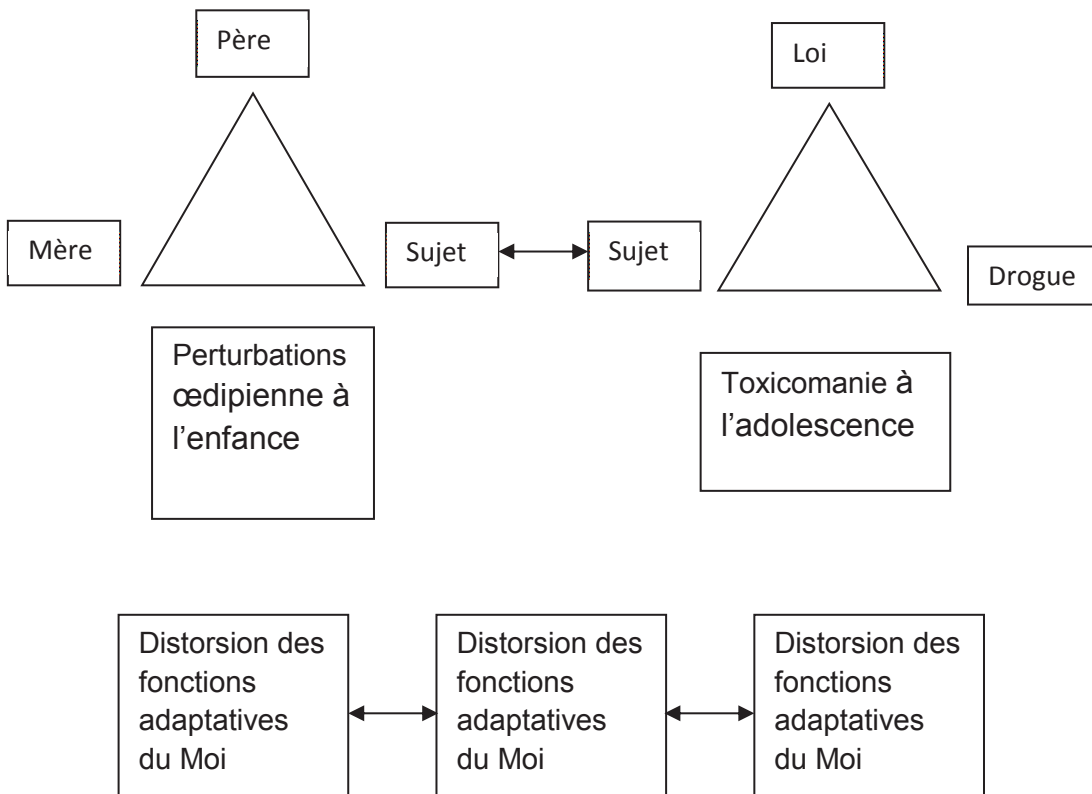 Père
Loi
Mère
Sujet
Sujet
Drogue
Perturbations
œdipienne à
l’enfance
Toxicomanie à
l’adolescence
Distorsion des
fonctions
adaptatives
du Moi
Distorsion des
fonctions
adaptatives
du Moi
Distorsion des
fonctions
adaptatives
du Moi